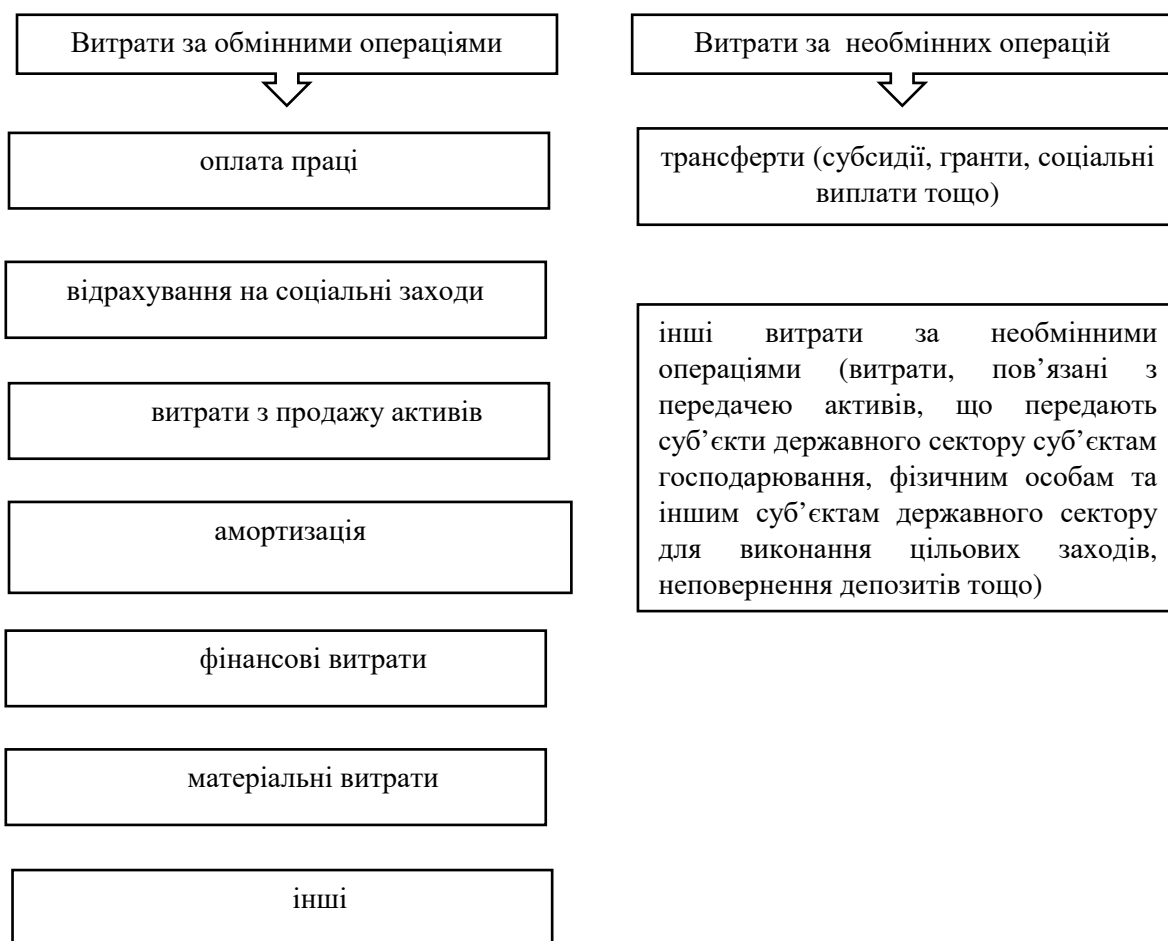 Витрати за обмінними операціями
оплата праці
відрахування на соціальні заходи
витрати з продажу активів
амортизація
фінансові витрати
матеріальні витрати
інші
Витрати за необмінних операцій
трансферти (субсидії, гранти, соціальні
виплати тощо)
інші витрати за необмінними
операціями (витрати, пов’язані з
передачею активів, що передають
суб’єкти державного сектору суб’єктам
господарювання, фізичним особам та
іншим суб’єктам державного сектору
для виконання цільових заходів,
неповернення депозитів тощо)